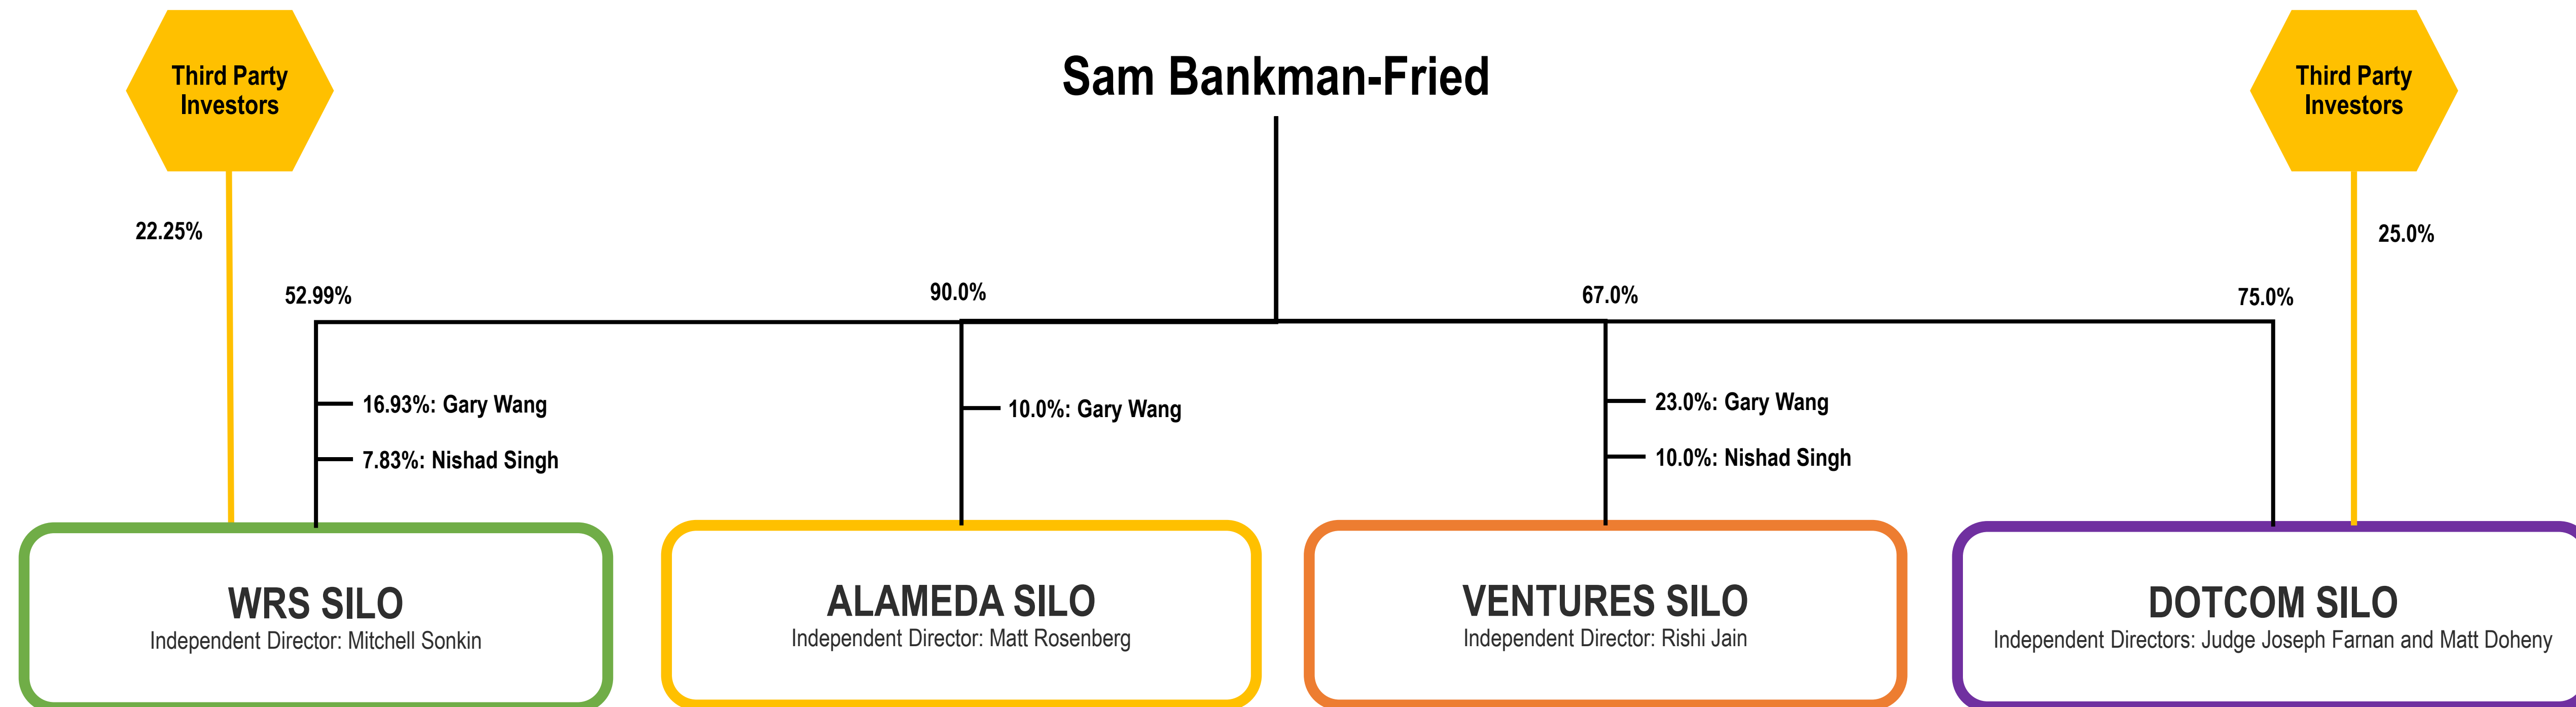 Third Party
Investors
Sam Bankman-Fried
Third Party
Investors
22.25%
25.0%
52.99%
90.0%
67.0%
75.0%
16.93%: Gary Wang
7.83%: Nishad Singh
10.0%: Gary Wang
23.0%: Gary Wang
10.0%: Nishad Singh
WRS SILO
Independent Director: Mitchell Sonkin
ALAMEDA SILO
Independent Director: Matt Rosenberg
VENTURES SILO
Independent Director: Rishi Jain
DOTCOM SILO
Independent Directors: Judge Joseph Farnan and Matt Doheny